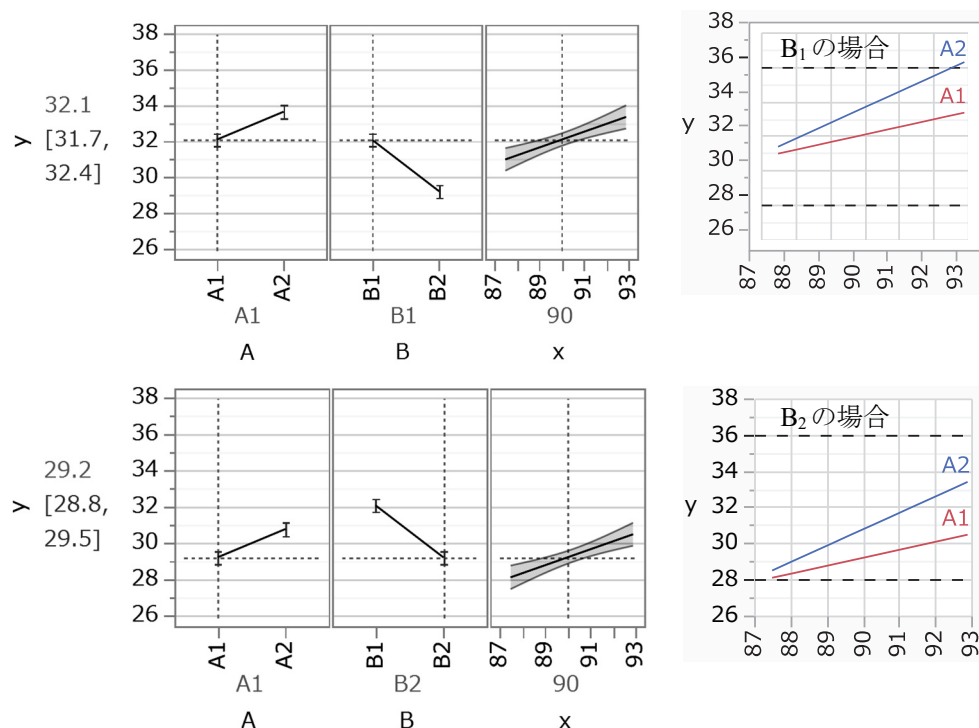 38
36
34
32
30
28
26
y
32.1
[31.7,
32.4]
A1
A2
A1
A
B1
B2
B1
B
87
89
91
93
90
x
38
36
34
32
30
28
26
y
B₁の場合
A2
A1
87
88
89
90
91
92
93
38
36
34
32
30
28
26
y
29.2
[28.8,
29.5]
A1
A2
A1
A
B1
B2
B2
B
87
89
91
93
90
x
38
36
34
32
30
28
26
y
B₂の場合
A2
A1
87
88
89
90
91
92
93